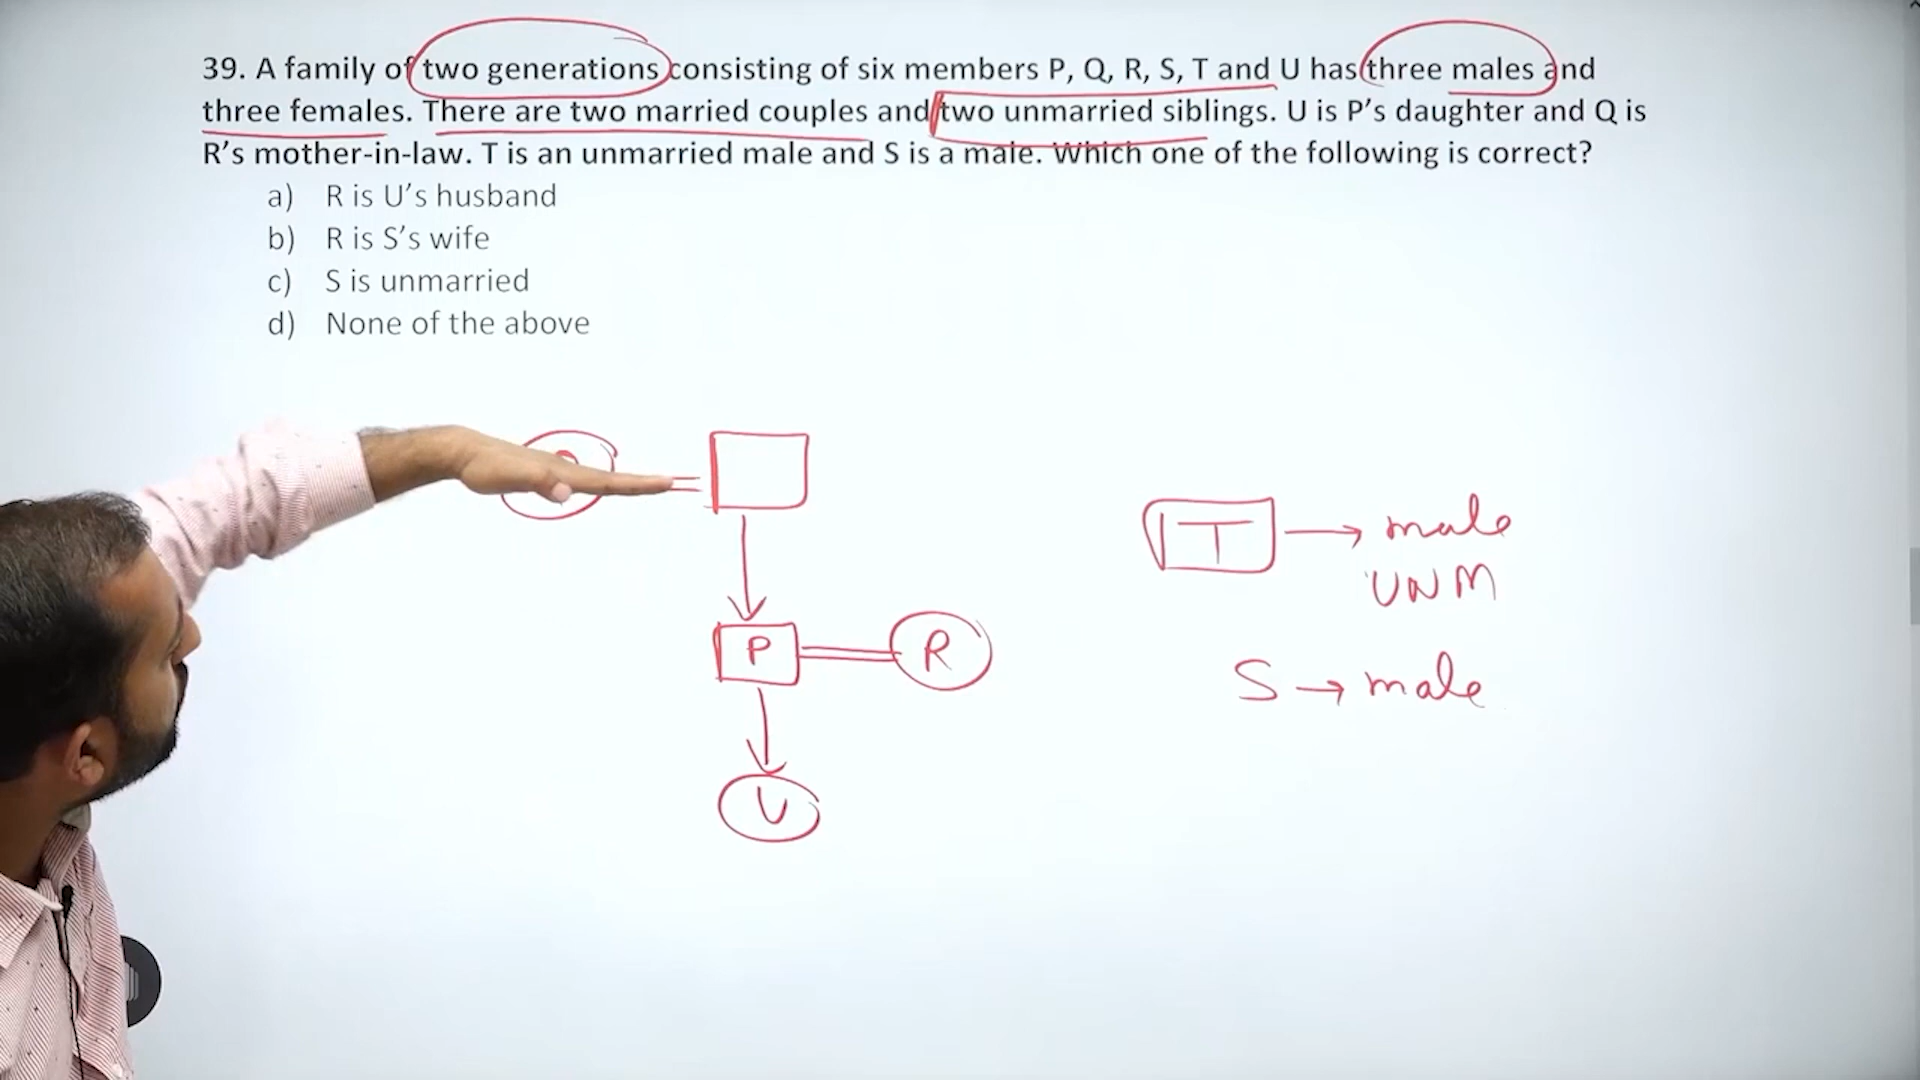 39. A family of two generations consisting of six members P, Q, R, S, T and U has three males and
three females. There are two married couples and two unmarried siblings. U is P's daughter and Q is
R's mother-in-law. T is an unmarried male and S is a male. Which one of the following is correct?
a) R is U's husband
b) R is S's wife
c) S is unmarried
d) None of the above
T → male
UNM
P R
S → male
U